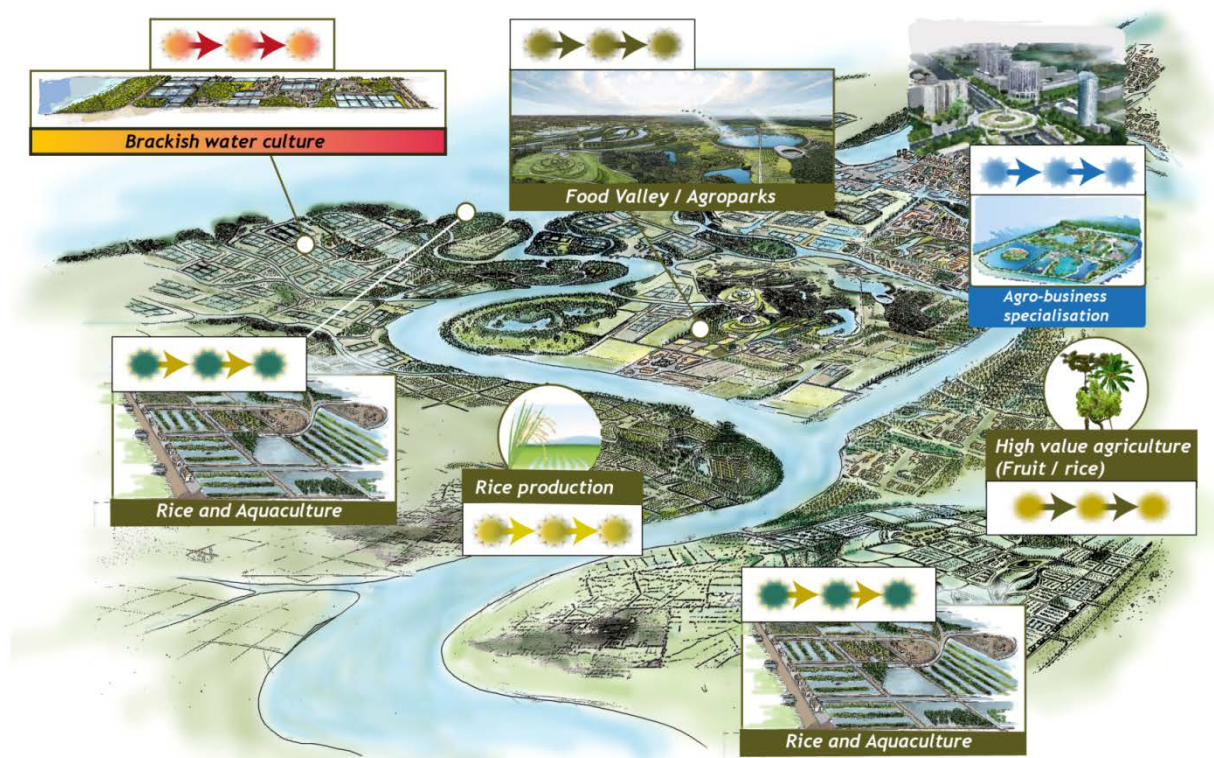 Brackish water culture
Food Valley / Agroparks
Agro-business
specialisation
Rice and Aquaculture
Rice production
High value agriculture
(Fruit / rice)
Rice and Aquaculture